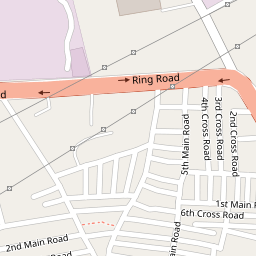 Ring Road
5th Main Road
4th Cross Road
3rd Cross Road
2nd Cross Road
1st Main R
6th Cross Road
2nd Main Road
ain Road